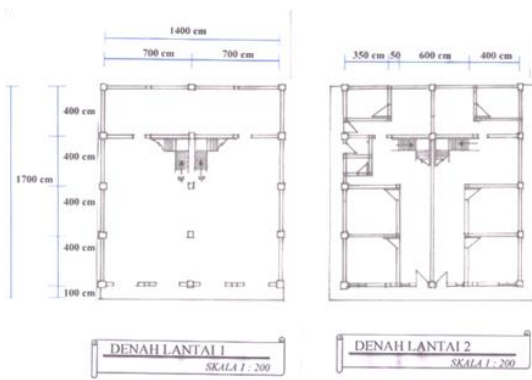 1400 cm
700 cm 700 cm
400 cm
400 cm
1700 cm
400 cm
400 cm
100 cm
DENAH LANTAI 1
SKALA 1 : 200
350 cm 50 600 cm 400 cm
DENAH LANTAI 2
SKALA 1 : 200